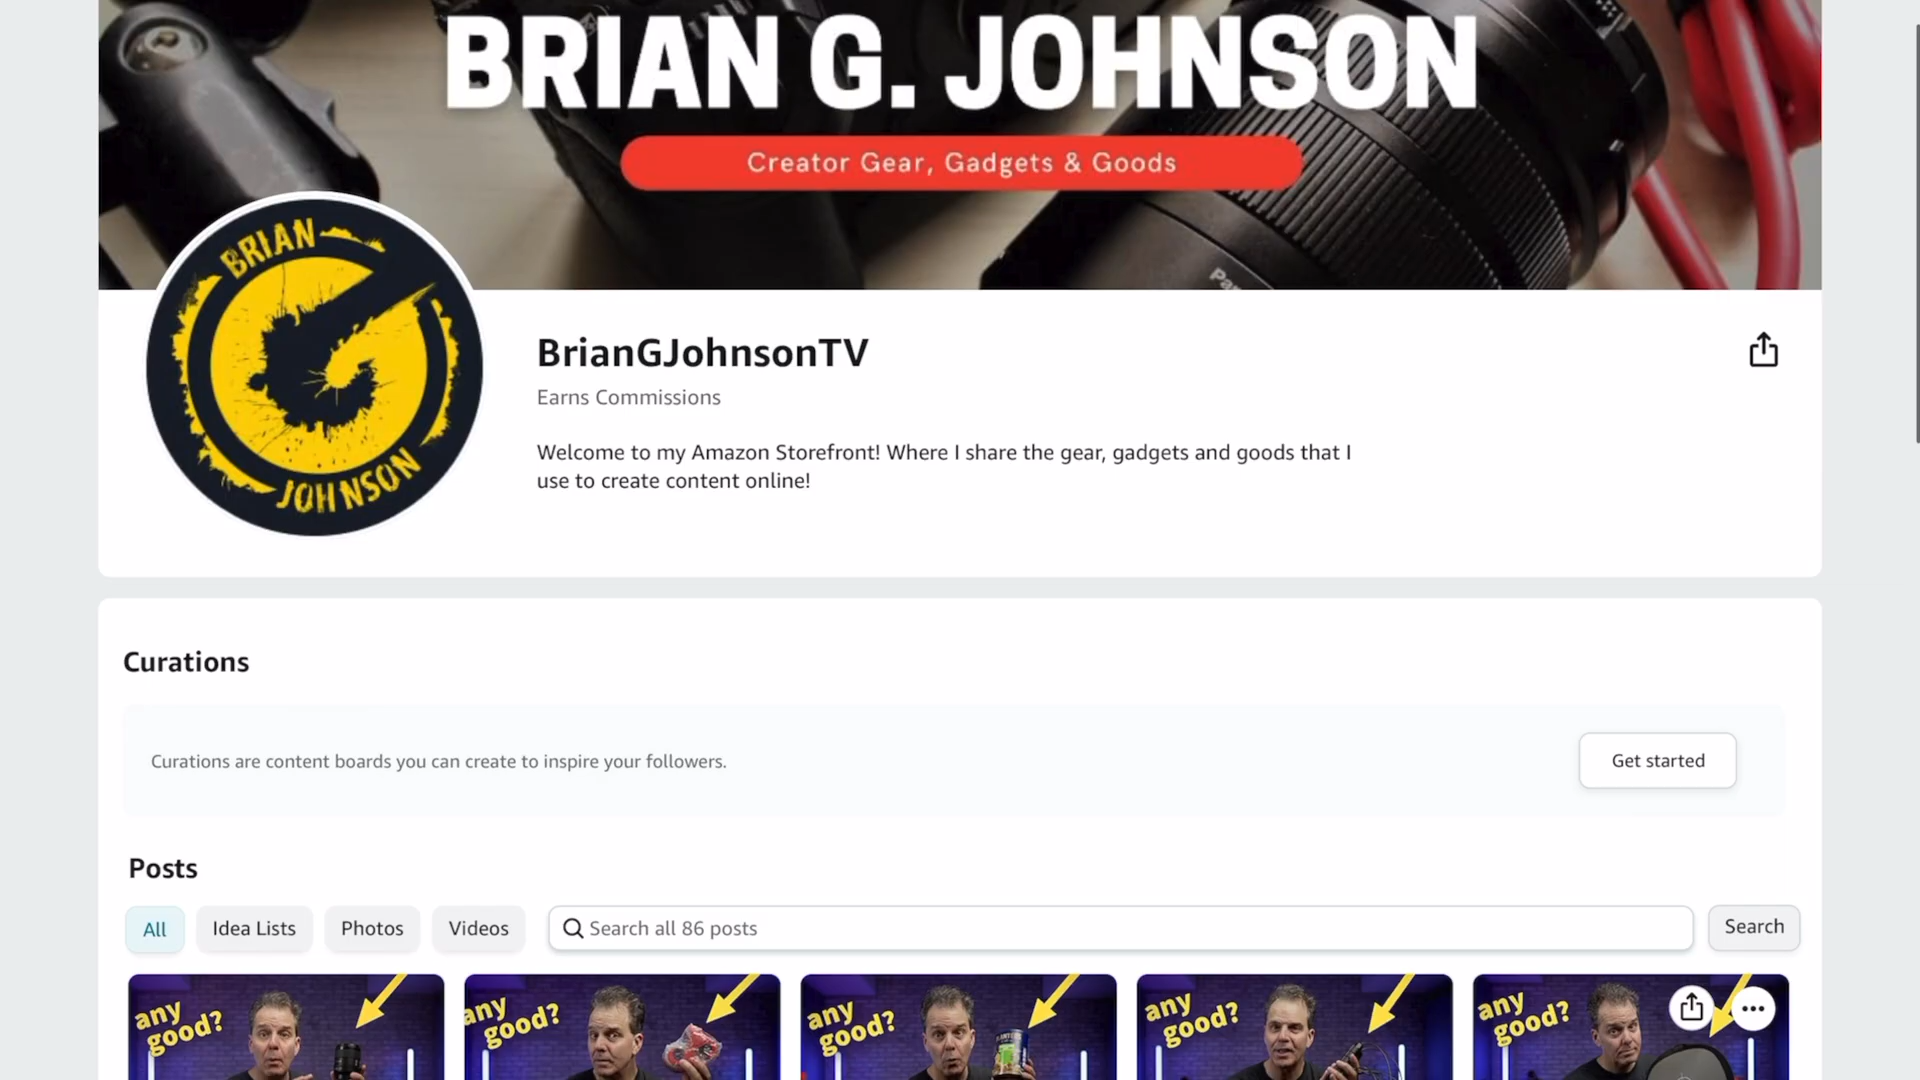 BRIAN G. JOHNSON
Creator Gear, Gadgets & Goods
BRIAN
JOHNSON
BrianGJohnsonTV
Earns Commissions
Welcome to my Amazon Storefront! Where I share the gear, gadgets and goods that I
use to create content online!
Curations
Curations are content boards you can create to inspire your followers.
Get started
Posts
All
Idea Lists
Photos
Videos
Search all 86 posts
Search
any
good?
any
good?
any
good?
any
good?
any
good?